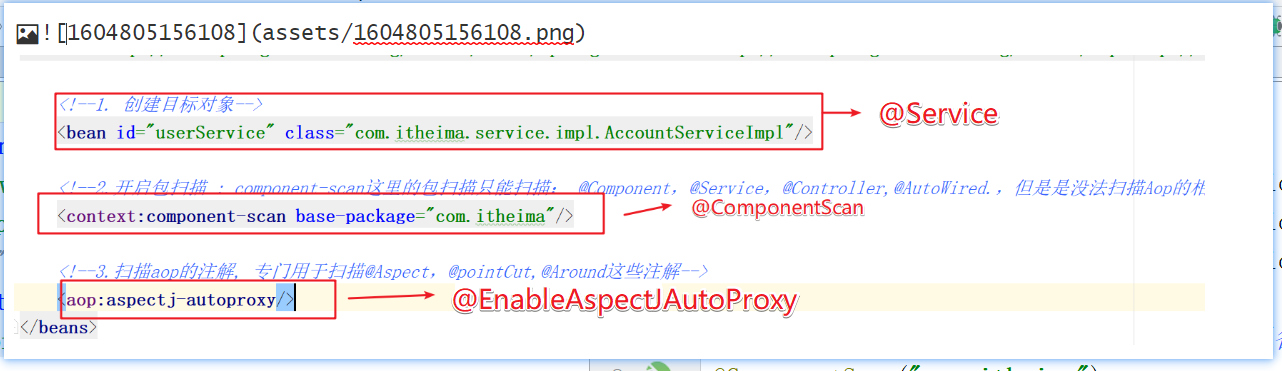 ![1604805156108](assets/1604805156108.png)
<!--1. 创建目标对象-->
<bean id="userService" class="com.itheima.service.impl.AccountServiceImpl"/>
@Service
<!--2.开启包扫描 : component-scan这里的包扫描只能扫描: @Component, @Service, @Controller,@AutoWired., 但是是没法扫描Aop的相
<context:component-scan base-package="com.itheima"/>
@ComponentScan
<!--3.扫描aop的注解, 专门用于扫描@Aspect, @pointCut,@Around这些注解-->
<aop:aspectj-autoproxy/>
@EnableAspectJAutoProxy
</beans>